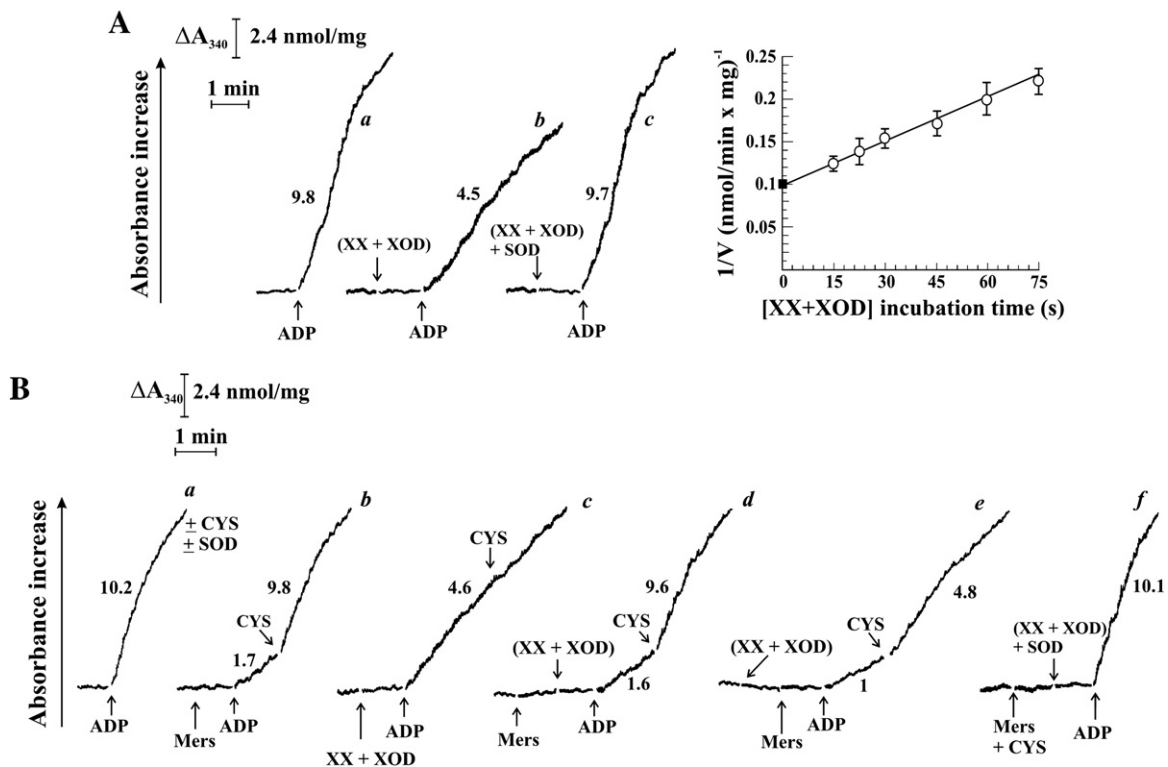 A
ΔA340 2.4 nmol/mg
1 min
Absorbance increase
a
9.8
ADP
b
4.5
(XX + XOD)
ADP
c
9.7
(XX + XOD)
+ SOD
ADP
1/V (nmol/min x mg)-1
0.25
0.2
0.15
0.1
0.05
0 15 30 45 60 75
[XX+XOD] incubation time (s)
B
ΔA340 2.4 nmol/mg
1 min
Absorbance increase
a
± CYS
± SOD
10.2
ADP
b
9.8
CYS
1.7
Mers
ADP
c
CYS
4.6
XX + XOD
ADP
d
9.6
CYS
(XX + XOD)
1.6
Mers
ADP
e
4.8
CYS
(XX + XOD)
1
Mers
ADP
f
10.1
(XX + XOD)
+ SOD
Mers
+ CYS
ADP